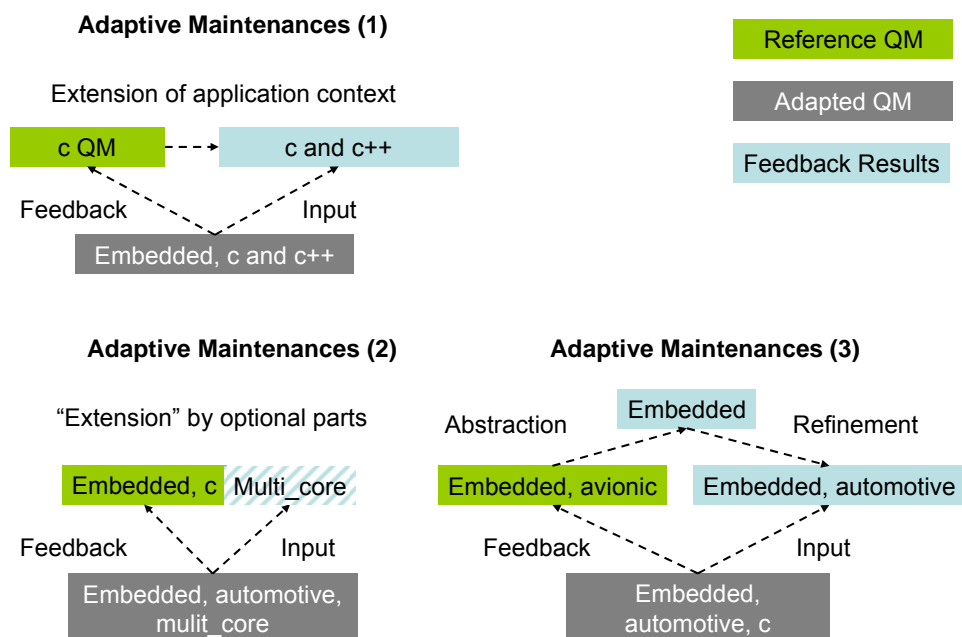 Adaptive Maintenances (1)
Extension of application context
c QM
c and c++
Feedback
Input
Embedded, c and c++
Reference QM
Adapted QM
Feedback Results
Adaptive Maintenances (2)
“Extension” by optional parts
Embedded, c
Multi_core
Feedback
Input
Embedded, automotive,
mulit_core
Adaptive Maintenances (3)
Embedded
Abstraction
Refinement
Embedded, avionic
Embedded, automotive
Feedback
Input
Embedded,
automotive, c